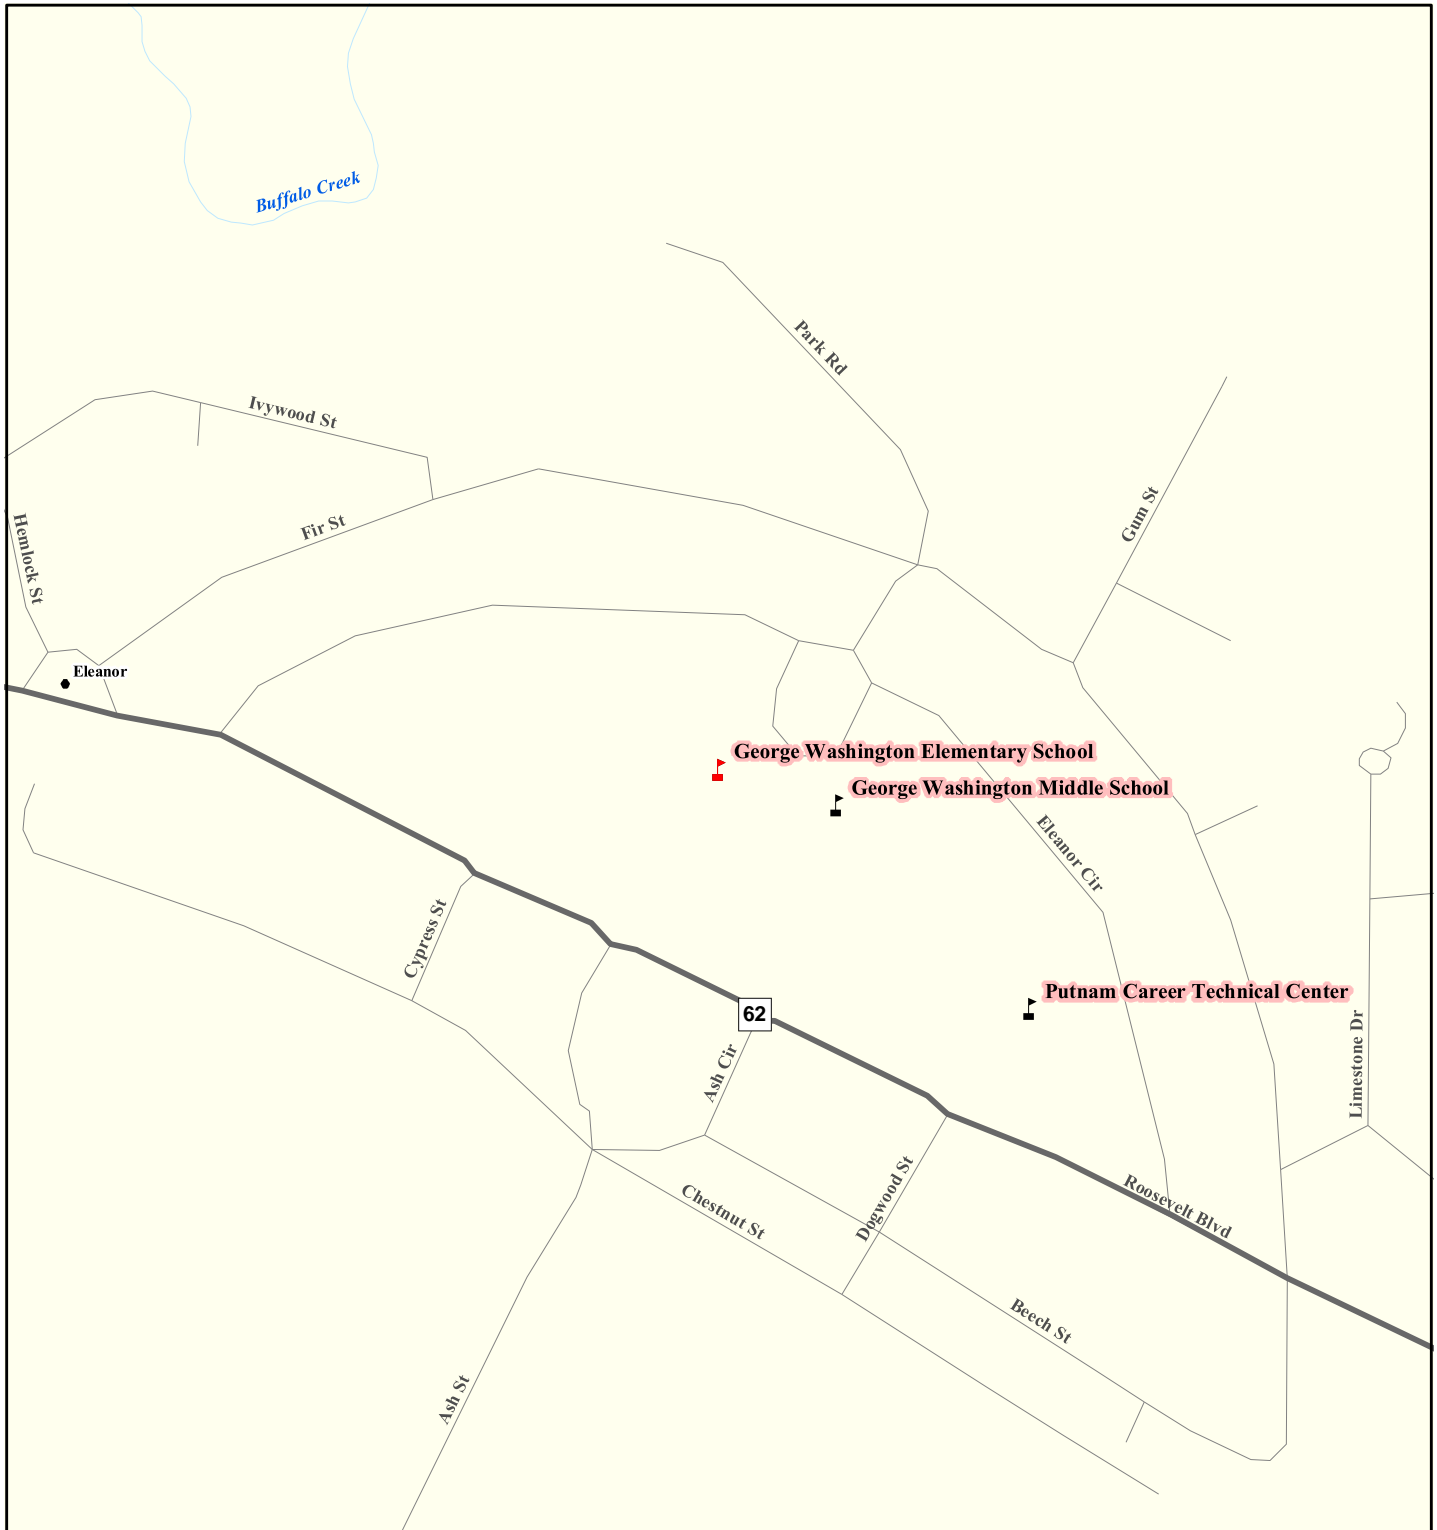 Buffalo Creek
Park Rd
Ivywood St
Gum St
Fir St
Hemlock St
Eleanor
George Washington Elementary School
George Washington Middle School
Eleanor Cir
Cypress St
Putnam Career Technical Center
62
Limestone Dr
Ash Cir
Roosevelt Blvd
Dogwood St
Chestnut St
Beech St
Ash St